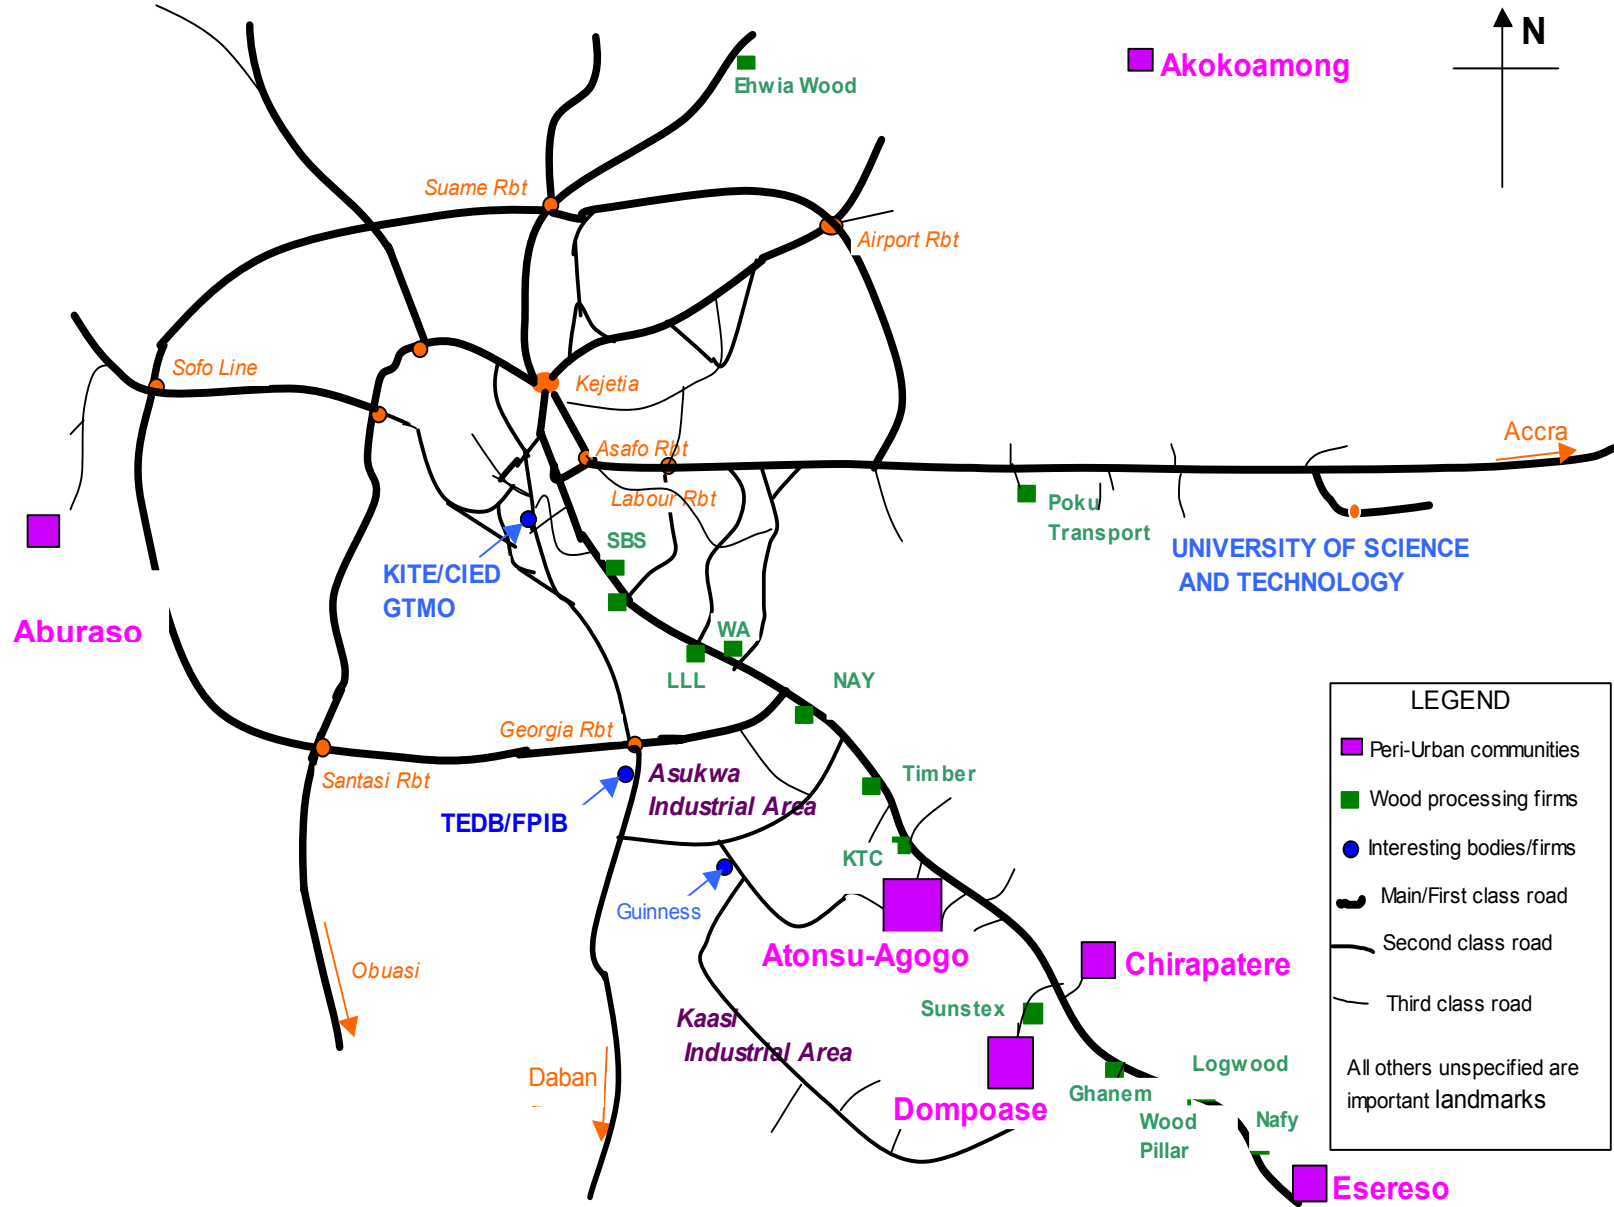 N
Akokoamong
Ehwia Wood
Suame Rbt
Airport Rbt
Sofo Line
Kejetia
Accra
Asafo Rbt
Labour Rbt
Poku
Transport
SBS
UNIVERSITY OF SCIENCE
AND TECHNOLOGY
KITE/CIED
GTMO
Aburaso
WA
LLL
NAY
Georgia Rbt
Santasi Rbt
Asukwa
Industrial Area
Timber
TEDB/FPIB
KTC
Guinness
Atonsu-Agogo
Chirapatere
Obuasi
Sunstex
Kaasi
Industrial Area
Daban
Dompoase
Ghanem
Logwood
Wood
Pillar
Nafy
Esereso
LEGEND
Peri-Urban communities
Wood processing firms
Interesting bodies/firms
Main/First class road
Second class road
Third class road
All others unspecified are
important landmarks